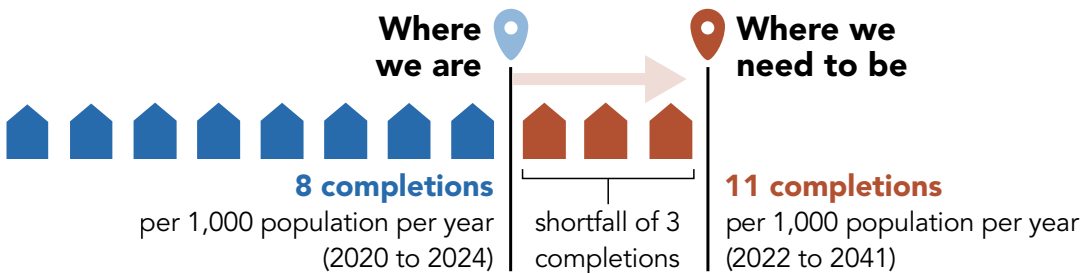 Where
we are
Where we
need to be
8 completions
per 1,000 population per year
(2020 to 2024)
shortfall of 3
completions
11 completions
per 1,000 population per year
(2022 to 2041)